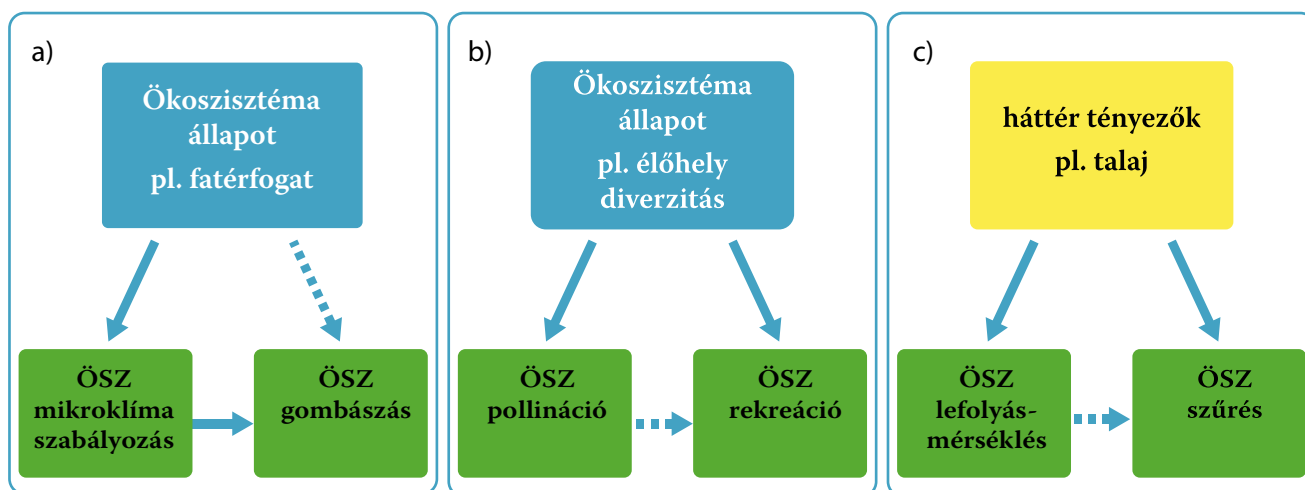 a)
Ökoszisztéma
állapot
pl. fatérfogat
ÖSZ
mikroklíma
szabályozás
ÖSZ
gombászás
b)
Ökoszisztéma
állapot
pl. élőhely
diverzitás
ÖSZ
pollináció
ÖSZ
rekreáció
c)
háttér tényezők
pl. talaj
ÖSZ
lefolyás-
mérséklés
ÖSZ
szűrés